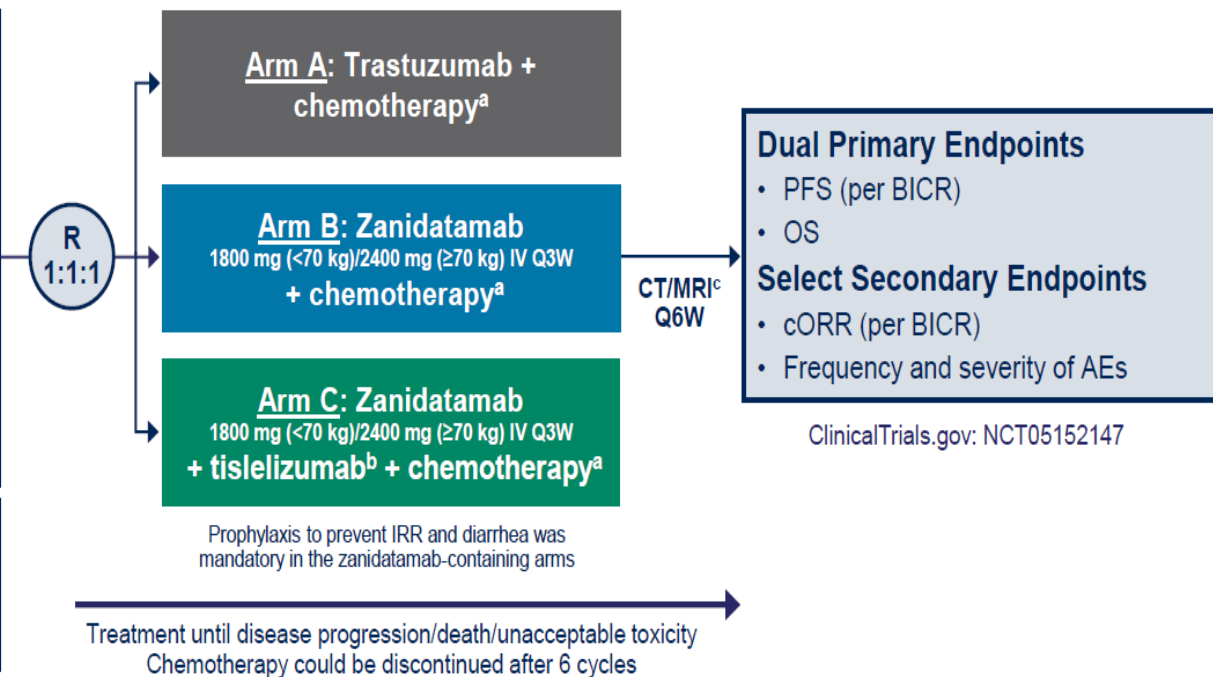 Arm A: Trastuzumab +
chemotherapyᵃ
R
1:1:1
Arm B: Zanidatamab
1800 mg (<70 kg)/2400 mg (≥70 kg) IV Q3W
+ chemotherapyᵃ
Arm C: Zanidatamab
1800 mg (<70 kg)/2400 mg (≥70 kg) IV Q3W
+ tislelizumabᵇ + chemotherapyᵃ
Prophylaxis to prevent IRR and diarrhea was
mandatory in the zanidatamab-containing arms
CT/MRIᶜ
Q6W
Dual Primary Endpoints
• PFS (per BICR)
• OS
Select Secondary Endpoints
• cORR (per BICR)
• Frequency and severity of AEs
ClinicalTrials.gov: NCT05152147
Treatment until disease progression/death/unacceptable toxicity
Chemotherapy could be discontinued after 6 cycles